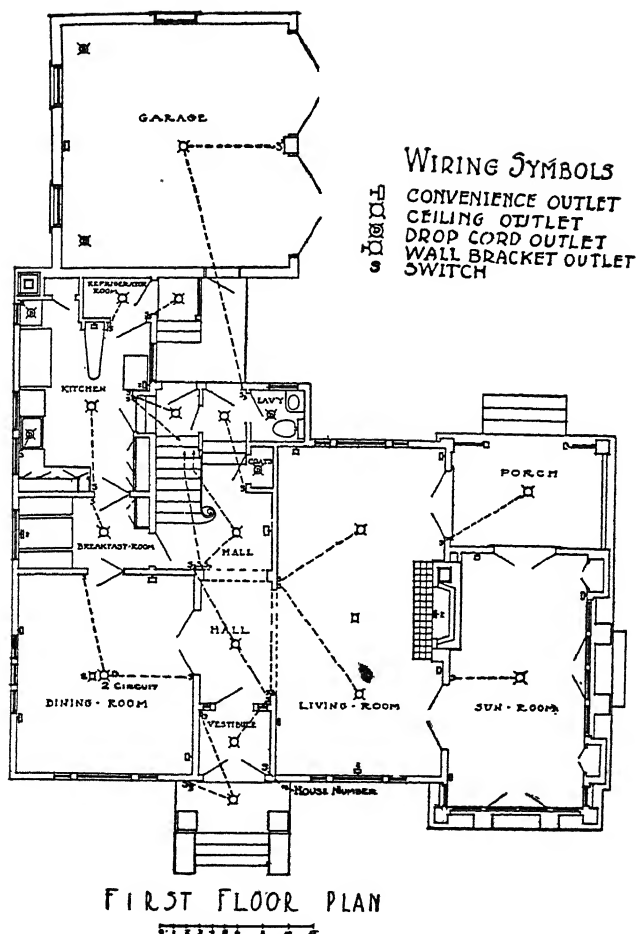 GARAGE
S
WIRING SYMBOLS
CONVENIENCE OUTLET
CEILING OUTLET
DROP CORD OUTLET
WALL BRACKET OUTLET
S SWITCH
REFRIGERATOR
ROOM
KITCHEN
LAVY
COATS
PORCH
BREAKFAST-ROOM
HALL
HALL
2 CIRCUIT
DINING-ROOM
VESTIBULE
LIVING-ROOM
SUN-ROOM
HOUSE NUMBER
FIRST FLOOR PLAN